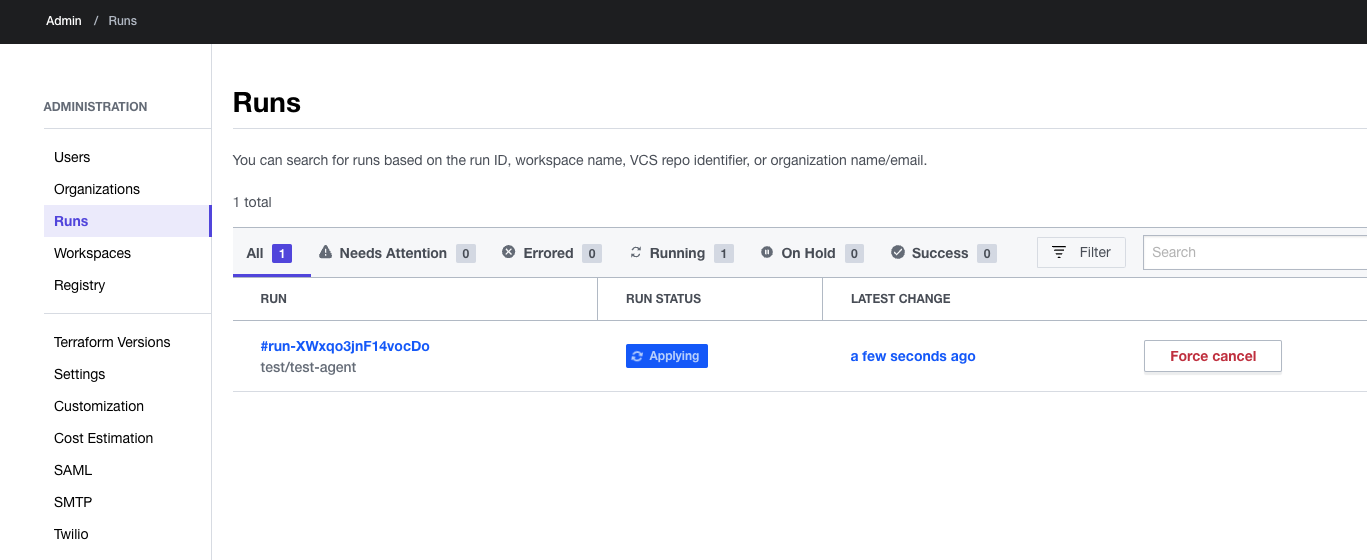 Admin / Runs
ADMINISTRATION
Users
Organizations
Runs
Workspaces
Registry
Terraform Versions
Settings
Customization
Cost Estimation
SAML
SMTP
Twilio
Runs
You can search for runs based on the run ID, workspace name, VCS repo identifier, or organization name/email.
1 total
All 1 Needs Attention 0 Errored 0 Running 1 On Hold 0 Success 0 Filter Search
RUN RUN STATUS LATEST CHANGE
#run-XWxqo3jnF14vocDo
test/test-agent
Applying a few seconds ago Force cancel